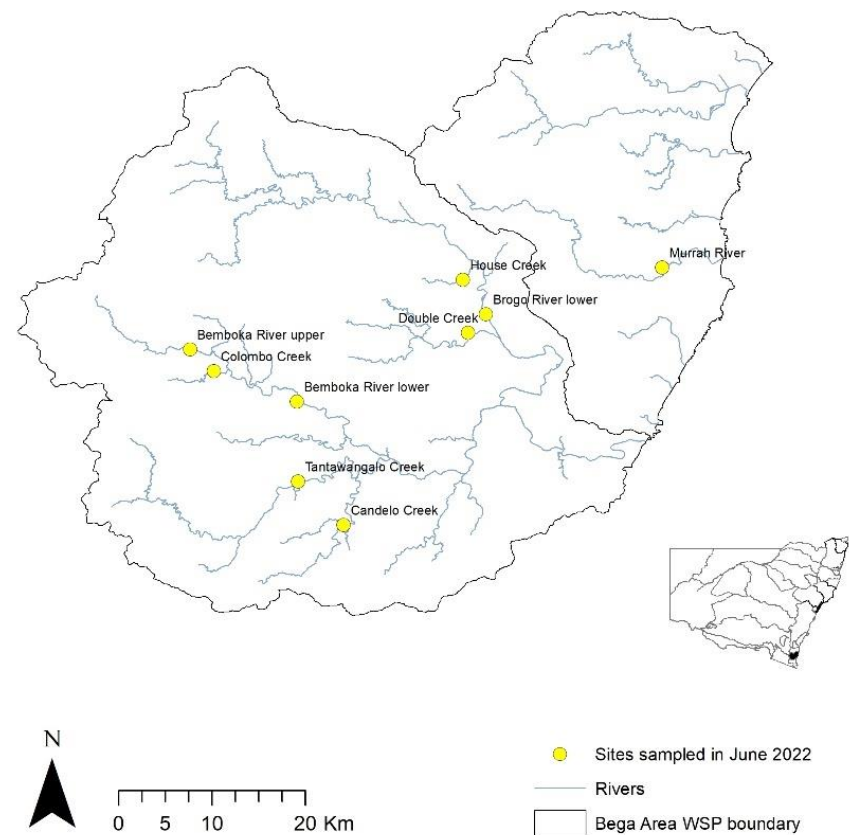 Murrah River
House Creek
Brogo River lower
Double Creek
Bemboka River upper
Colombo Creek
Bemboka River lower
Tantawangalo Creek
Candelo Creek
N
0 5 10 20 Km
Sites sampled in June 2022
Rivers
Bega Area WSP boundary